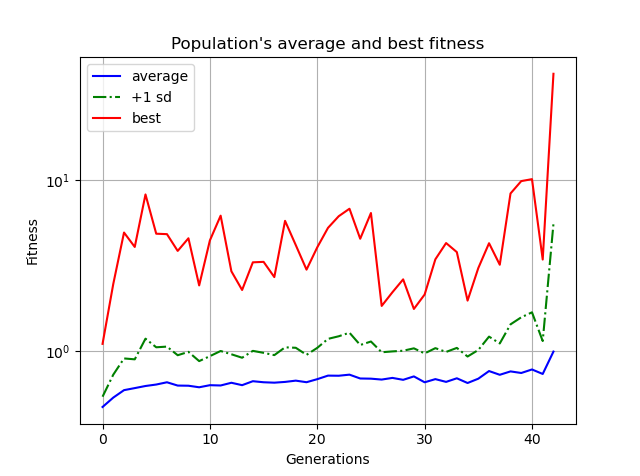 Population's average and best fitness
average
+1 sd
best
10¹
10⁰
Fitness
0 10 20 30 40
Generations